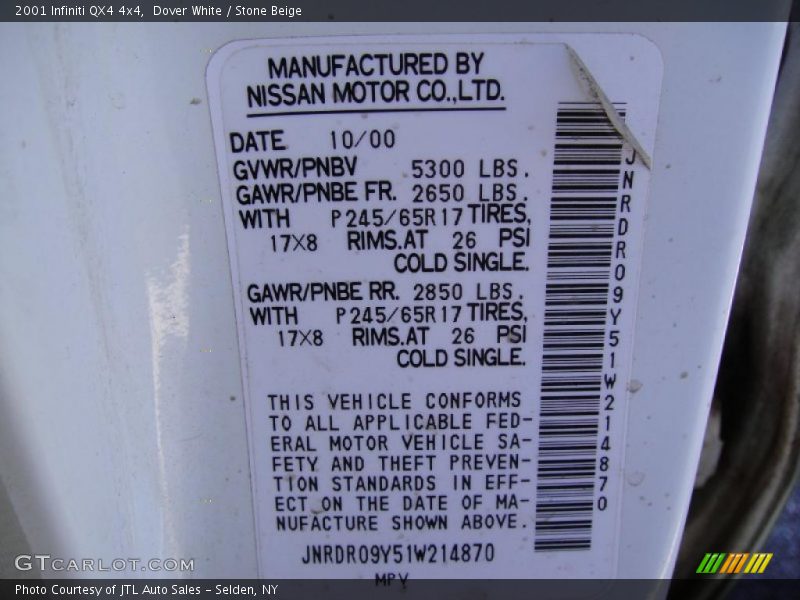 2001 Infiniti QX4 4x4, Dover White / Stone Beige
MANUFACTURED BY
NISSAN MOTOR CO.,LTD.
DATE 10/00
GVWR/PNBV 5300 LBS.
GAWR/PNBE FR. 2650 LBS.
WITH P245/65R17 TIRES,
17X8 RIMS.AT 26 PSI
COLD SINGLE.
GAWR/PNBE RR. 2850 LBS.
WITH P245/65R17 TIRES,
17X8 RIMS.AT 26 PSI
COLD SINGLE.
THIS VEHICLE CONFORMS
TO ALL APPLICABLE FED-
ERAL MOTOR VEHICLE SA-
FETY AND THEFT PREVEN-
TION STANDARDS IN EFF-
ECT ON THE DATE OF MA-
NUFACTURE SHOWN ABOVE.
JNRDR09Y51W214870
MPV
JNRDR09Y51W214870
GTCARLOT.COM
Photo Courtesy of JTL Auto Sales - Selden, NY